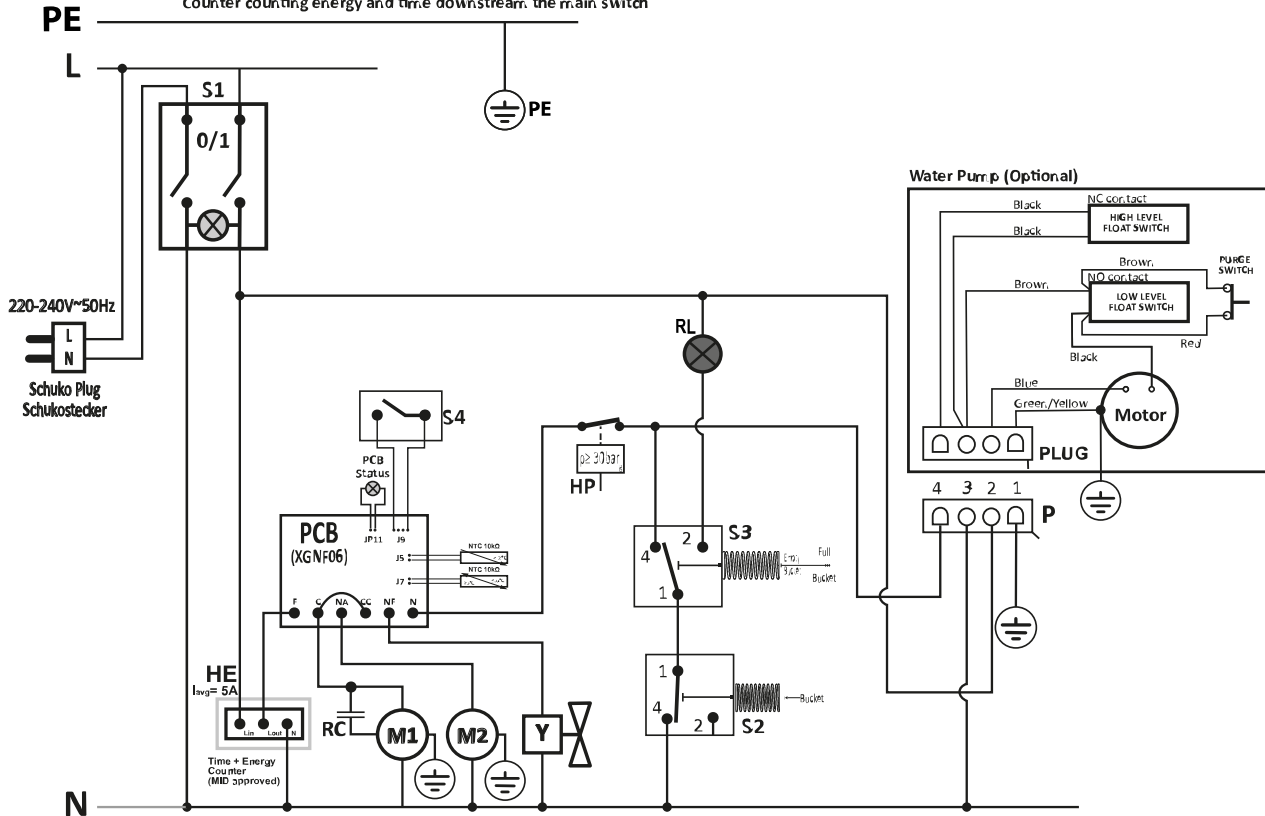 Counter counting energy and time downstream the main switch
PE
L
S1
0/1
PE
Water Pump (Optional)
NC contact
Black
HIGH LEVEL
FLOAT SWITCH
Black
Brown
PURGE
SWITCH
NO contact
Brown
LOW LEVEL
FLOAT SWITCH
Red
Black
220-240V~50Hz
L
N
Schuko Plug
Schukostecker
RL
Blue
Green/Yellow
Motor
PLUG
S4
PCB
Status
p≥ 30bar
HP
4 3 2 1
P
PCB
(XGNF06)
JP11 J9
J5
NTC 10kΩ
J7
NTC 10kΩ
F C NA CC NF N
S3
4 2
1
Empty
Bucket
Full
Bucket
HE
Iavg= 5A
Lin Lout N
Time + Energy
Counter
(MID approved)
RC
M1
M2
Y
1
4
2
S2
Bucket
N